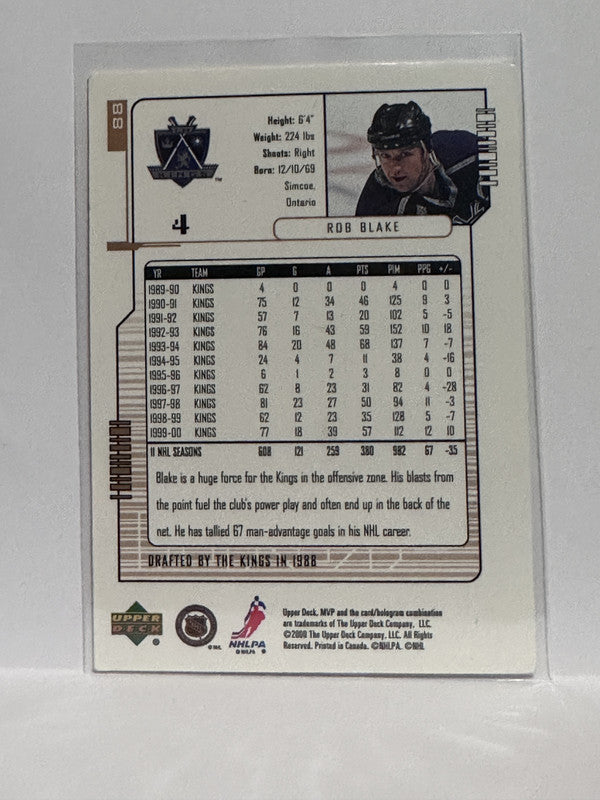 88
KINGS
TM
Height: 6'4"
Weight: 224 lbs
Shoots: Right
Born: 12/10/69
Simcoe,
Ontario
4
ROB BLAKE
YR TEAM GP G A PTS PIM PPG +/-
1989-90 KINGS 4 0 0 0 4 0 0
1990-91 KINGS 75 12 34 46 125 9 3
1991-92 KINGS 57 7 13 20 102 5 -5
1992-93 KINGS 76 16 43 59 152 10 18
1993-94 KINGS 84 20 48 68 137 7 -7
1994-95 KINGS 24 4 7 11 38 4 -16
1995-96 KINGS 6 1 2 3 8 0 0
1996-97 KINGS 62 8 23 31 82 4 -28
1997-98 KINGS 81 23 27 50 94 11 -3
1998-99 KINGS 62 12 23 35 128 5 -7
1999-00 KINGS 77 18 39 57 112 12 10
11 NHL SEASONS 608 121 259 380 982 67 -35
Blake is a huge force for the Kings in the offensive zone. His blasts from
the point fuel the club's power play and often end up in the back of the
net. He has tallied 67 man-advantage goals in his NHL career.
DRAFTED BY THE KINGS IN 1988
UPPER
DECK
NHL
NHLPA
Upper Deck, MVP and the card/hologram combination
are trademarks of The Upper Deck Company, LLC.
©2000 The Upper Deck Company, LLC. All Rights
Reserved. Printed in Canada. ©NHLPA. ©NHL